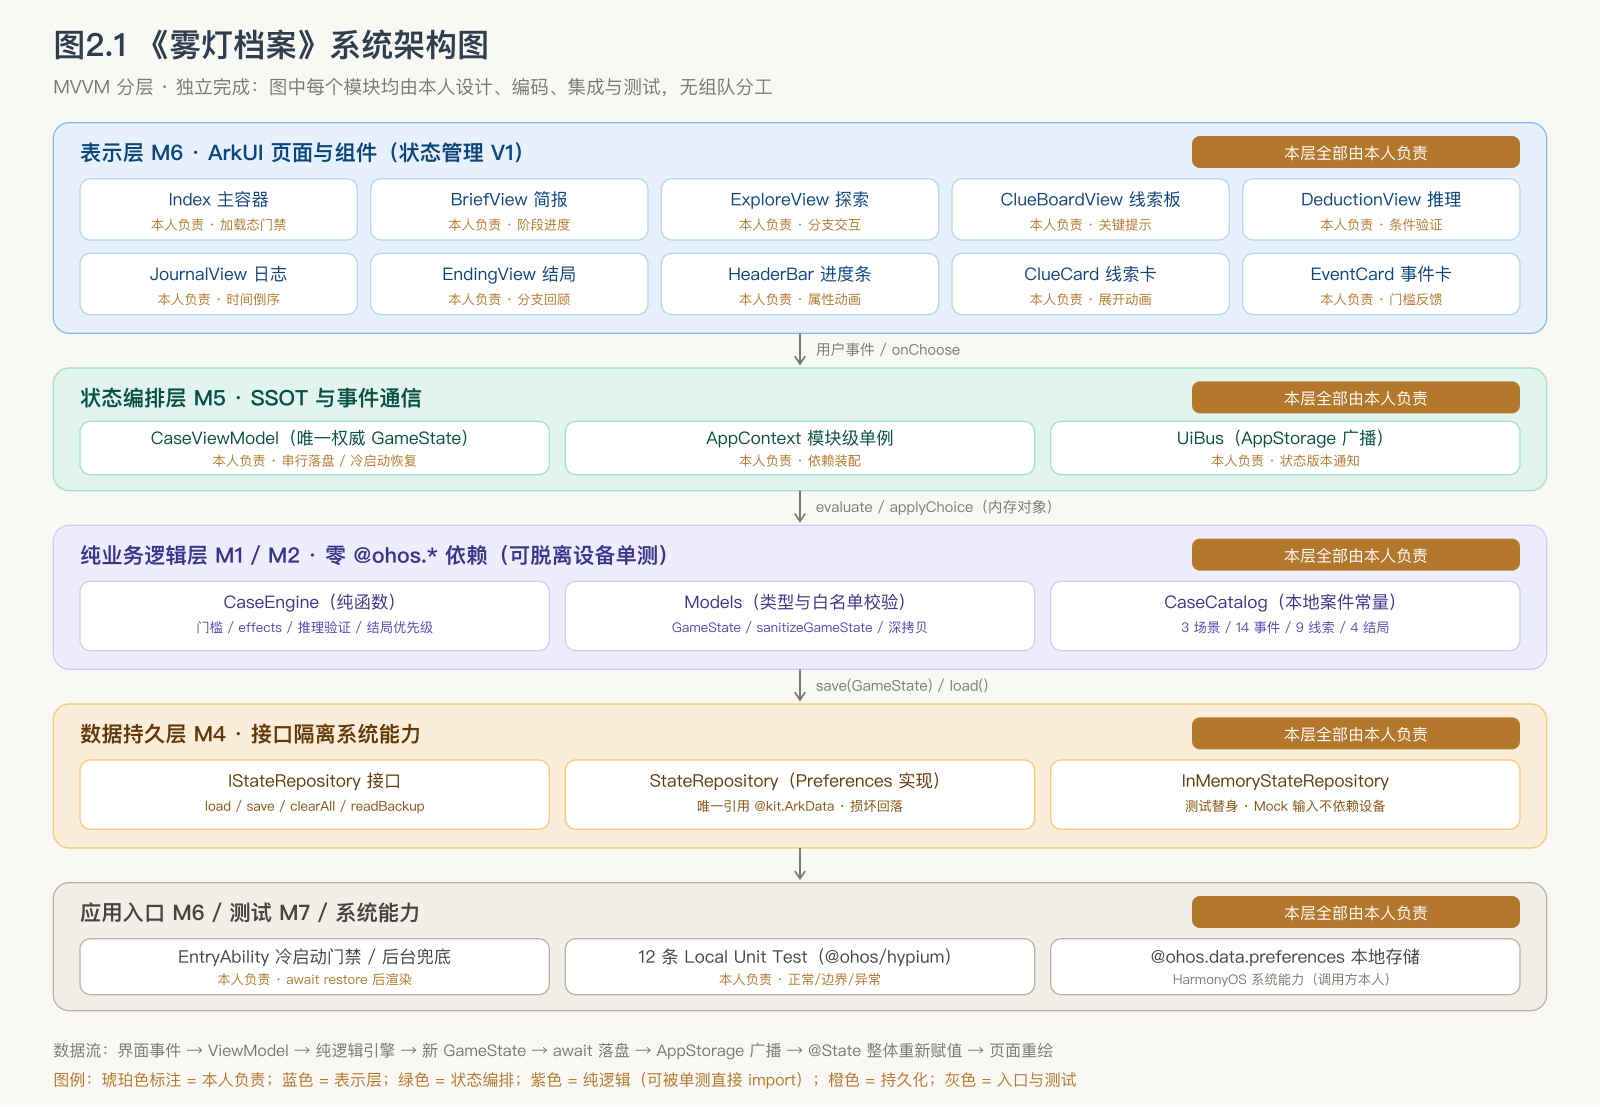 图2.1 《雾灯档案》系统架构图
MVVM 分层 · 独立完成：图中每个模块均由本人设计、编码、集成与测试，无组队分工
表示层 M6 · ArkUI 页面与组件（状态管理 V1）
本层全部由本人负责
Index 主容器
本人负责 · 加载态门禁
BriefView 简报
本人负责 · 阶段进度
ExploreView 探索
本人负责 · 分支交互
ClueBoardView 线索板
本人负责 · 关键提示
DeductionView 推理
本人负责 · 条件验证
JournalView 日志
本人负责 · 时间倒序
EndingView 结局
本人负责 · 分支回顾
HeaderBar 进度条
本人负责 · 属性动画
ClueCard 线索卡
本人负责 · 展开动画
EventCard 事件卡
本人负责 · 门槛反馈
用户事件 / onChoose
状态编排层 M5 · SSOT 与事件通信
本层全部由本人负责
CaseViewModel（唯一权威 GameState）
本人负责 · 串行落盘 / 冷启动恢复
AppContext 模块级单例
本人负责 · 依赖装配
UiBus（AppStorage 广播）
本人负责 · 状态版本通知
evaluate / applyChoice（内存对象）
纯业务逻辑层 M1 / M2 · 零 @ohos.* 依赖（可脱离设备单测）
本层全部由本人负责
CaseEngine（纯函数）
门槛 / effects / 推理验证 / 结局优先级
Models（类型与白名单校验）
GameState / sanitizeGameState / 深拷贝
CaseCatalog（本地案件常量）
3 场景 / 14 事件 / 9 线索 / 4 结局
save(GameState) / load()
数据持久层 M4 · 接口隔离系统能力
本层全部由本人负责
IStateRepository 接口
load / save / clearAll / readBackup
StateRepository（Preferences 实现）
唯一引用 @kit.ArkData · 损坏回落
InMemoryStateRepository
测试替身 · Mock 输入不依赖设备
应用入口 M6 / 测试 M7 / 系统能力
本层全部由本人负责
EntryAbility 冷启动门禁 / 后台兜底
本人负责 · await restore 后渲染
12 条 Local Unit Test（@ohos/hypium）
本人负责 · 正常/边界/异常
@ohos.data.preferences 本地存储
HarmonyOS 系统能力（调用方本人）
数据流：界面事件 → ViewModel → 纯逻辑引擎 → 新 GameState → await 落盘 → AppStorage 广播 → @State 整体重新赋值 → 页面重绘
图例：琥珀色标注 = 本人负责；蓝色 = 表示层；绿色 = 状态编排；紫色 = 纯逻辑（可被单测直接 import）；橙色 = 持久化；灰色 = 入口与测试